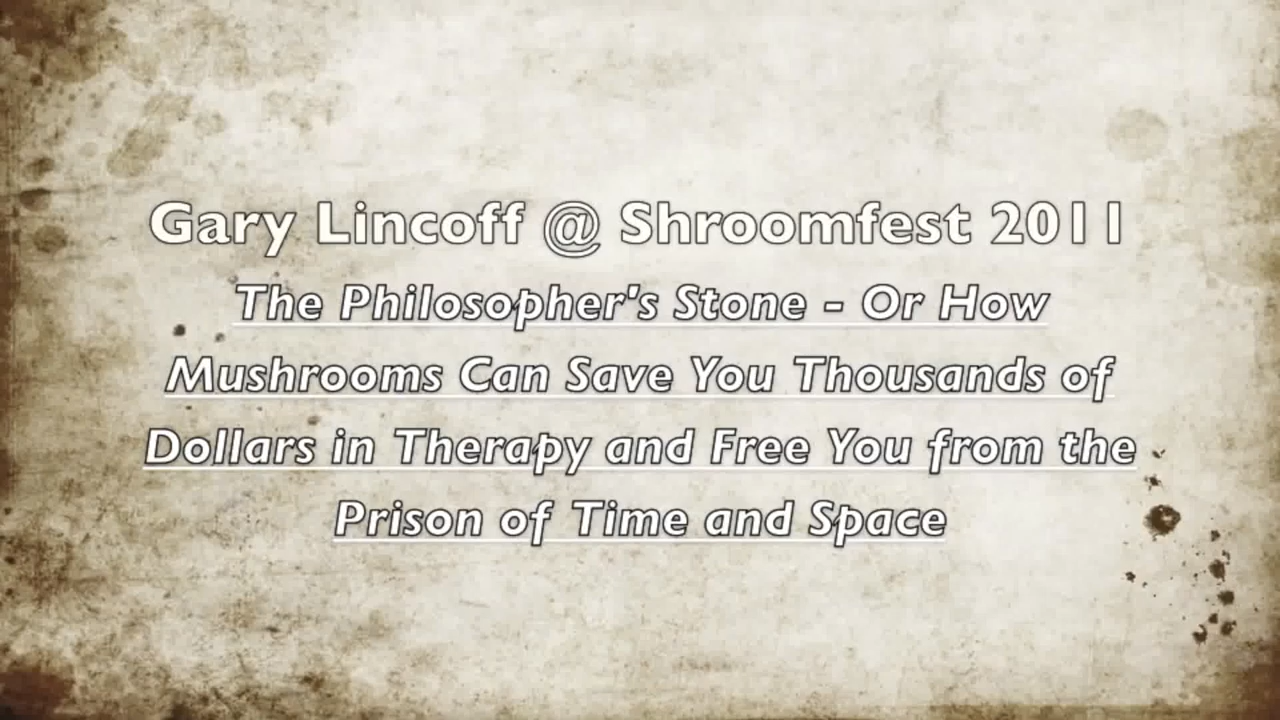 Gary Lincoff @ Shroomfest 2011
The Philosopher's Stone - Or How
Mushrooms Can Save You Thousands of
Dollars in Therapy and Free You from the
Prison of Time and Space